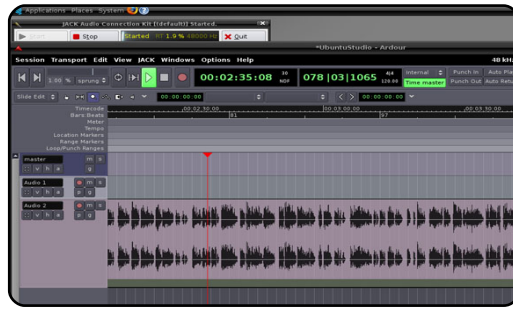 Applications Places System
JACK Audio Connection Kit [(default)] Started.
Start Stop Started RT 1.9 % 48000 Hz Quit
*UbuntuStudio - Ardour
Session Transport Edit View JACK Windows Options Help 48 kHz
1.00 % sprung 00:02:35:08 30 NDF 078|03|1065 4|4 120.00 Internal Time master Punch In Punch Out Auto Pla Auto Retu
Slide Edit 00:00:00:00 00:00:00:00
Timecode 00:02:30:00 00:03:00:00 00:03:30:00
Bars:Beats 81 97
Meter
Tempo
Location Markers
Range Markers
Loop/Punch Ranges
master m s
v h a g
Audio 1 m s
v h a p g
Audio 2 m s
v h a p g